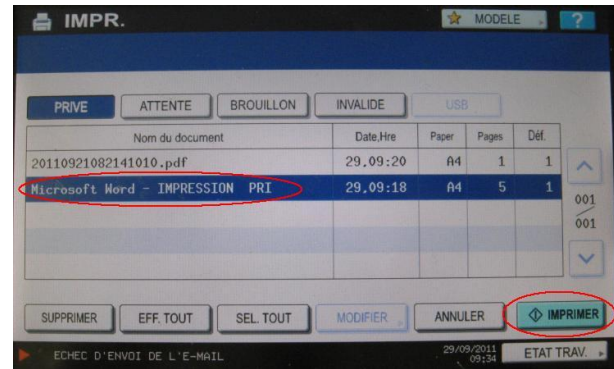 IMPR.
MODELE
?
PRIVE ATTENTE BROUILLON INVALIDE USB
Nom du document Date,Hre Paper Pages Déf.
20110921082141010.pdf 29,09:20 A4 1 1
Microsoft Word - IMPRESSION PRI 29,09:18 A4 5 1
001
001
SUPPRIMER EFF. TOUT SEL. TOUT MODIFIER ANNULER IMPRIMER
ECHEC D'ENVOI DE L'E-MAIL 29/09/2011
09:34
ETAT TRAV.